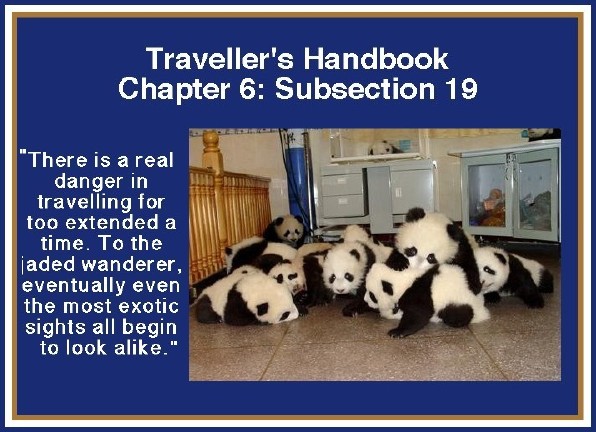 Traveller's Handbook
Chapter 6: Subsection 19
"There is a real
danger in
travelling for
too extended a
time. To the
jaded wanderer,
eventually even
the most exotic
sights all begin
to look alike."